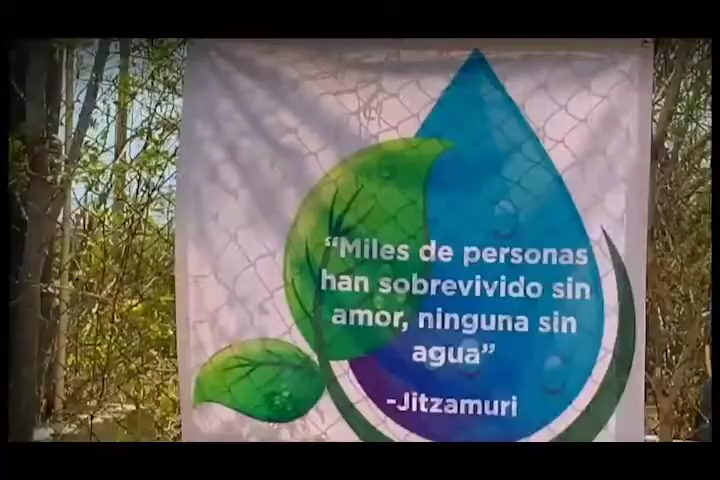 “Miles de personas
han sobrevivido sin
amor, ninguna sin
agua”
-Jitzamuri